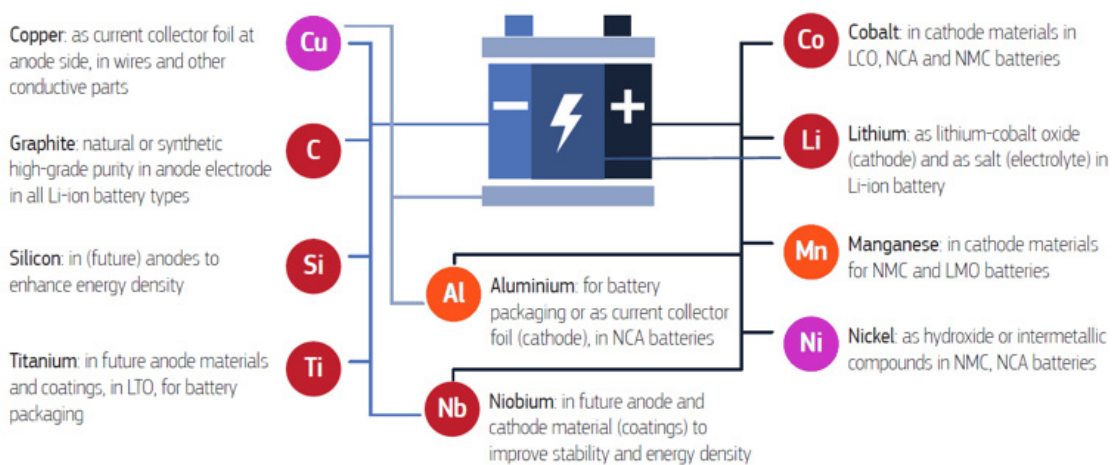 Copper: as current collector foil at
anode side, in wires and other
conductive parts
Cu
Graphite: natural or synthetic
high-grade purity in anode electrode
in all Li-ion battery types
C
Silicon: in (future) anodes to
enhance energy density
Si
Titanium: in future anode materials
and coatings, in LTO, for battery
packaging
Ti
− +
Al
Aluminium: for battery
packaging or as current collector
foil (cathode), in NCA batteries
Nb
Niobium: in future anode and
cathode material (coatings) to
improve stability and energy density
Co
Cobalt: in cathode materials in
LCO, NCA and NMC batteries
Li
Lithium: as lithium-cobalt oxide
(cathode) and as salt (electrolyte) in
Li-ion battery
Mn
Manganese: in cathode materials
for NMC and LMO batteries
Ni
Nickel: as hydroxide or intermetallic
compounds in NMC, NCA batteries